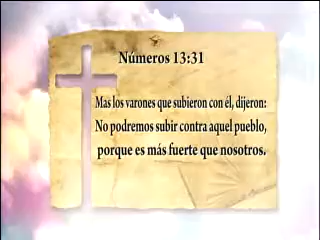 Números 13:31
Mas los varones que subieron con él, dijeron:
No podremos subir contra aquel pueblo,
porque es más fuerte que nosotros.